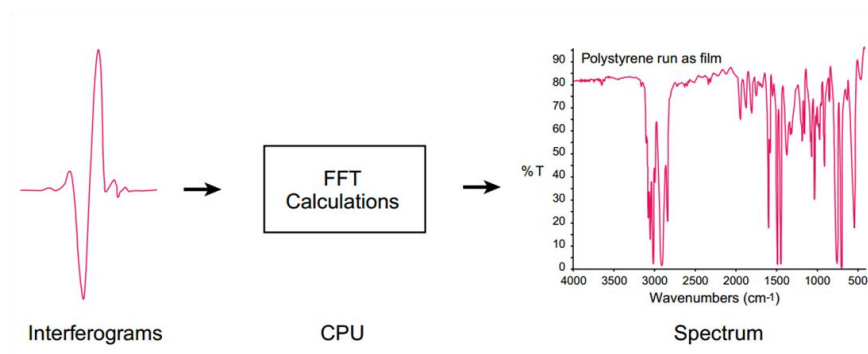 FFT
Calculations
Interferograms
CPU
Polystyrene run as film
%T
90
80
70
60
50
40
30
20
10
0
4000 3500 3000 2500 2000 1500 1000 500
Wavenumbers (cm-1)
Spectrum